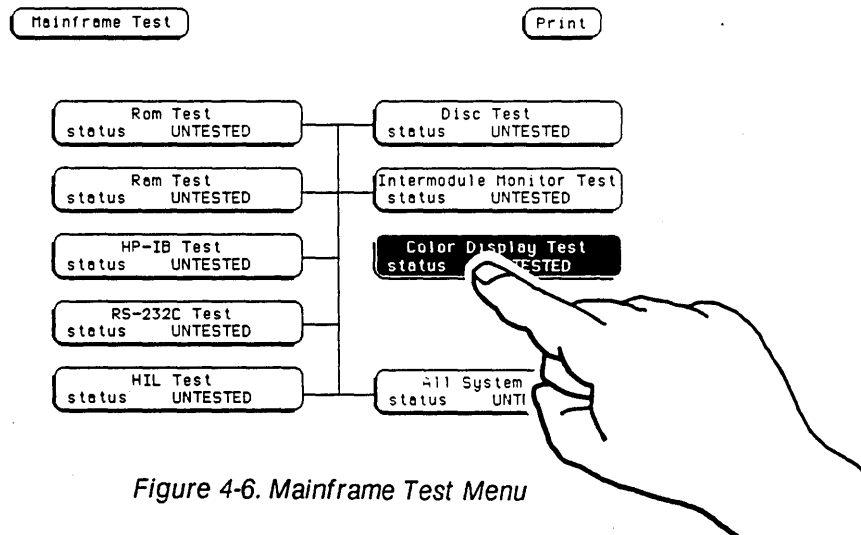 Mainframe Test
Print
Rom Test
status UNTESTED
Disc Test
status UNTESTED
Ram Test
status UNTESTED
Intermodule Monitor Test
status UNTESTED
HP-IB Test
status UNTESTED
Color Display Test
status
RS-232C Test
status UNTESTED
HIL Test
status UNTESTED
All System
status
Figure 4-6. Mainframe Test Menu